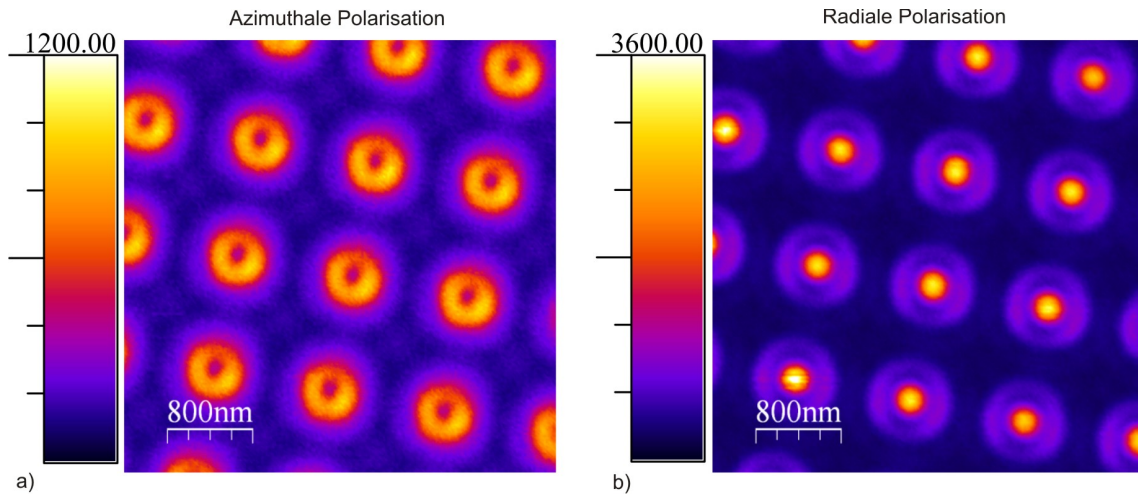 Azimuthale Polarisation
Radiale Polarisation
1200.00
3600.00
800nm
800nm
a)
b)